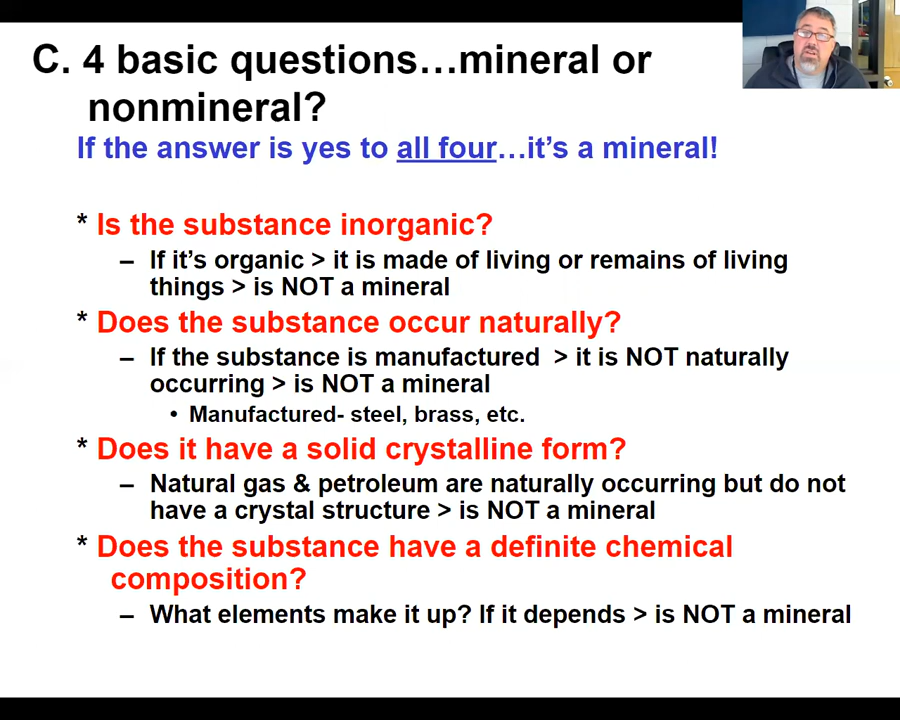 C. 4 basic questions…mineral or
nonmineral?
If the answer is yes to all four…it's a mineral!
* Is the substance inorganic?
– If it's organic > it is made of living or remains of living
things > is NOT a mineral
* Does the substance occur naturally?
– If the substance is manufactured > it is NOT naturally
occurring > is NOT a mineral
• Manufactured- steel, brass, etc.
* Does it have a solid crystalline form?
– Natural gas & petroleum are naturally occurring but do not
have a crystal structure > is NOT a mineral
* Does the substance have a definite chemical
composition?
– What elements make it up? If it depends > is NOT a mineral